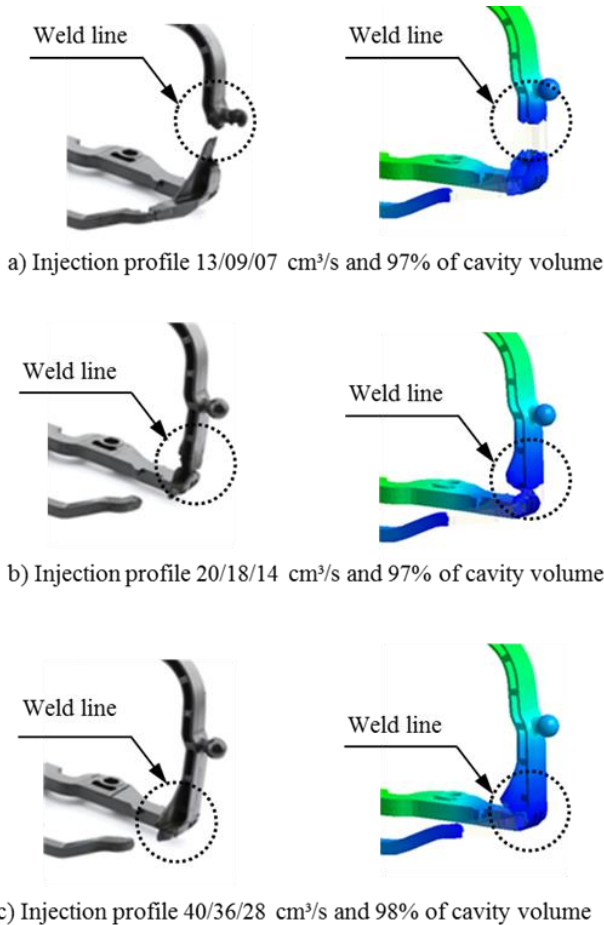 Weld line
Weld line
a) Injection profile 13/09/07 cm³/s and 97% of cavity volume
Weld line
Weld line
b) Injection profile 20/18/14 cm³/s and 97% of cavity volume
Weld line
Weld line
c) Injection profile 40/36/28 cm³/s and 98% of cavity volume